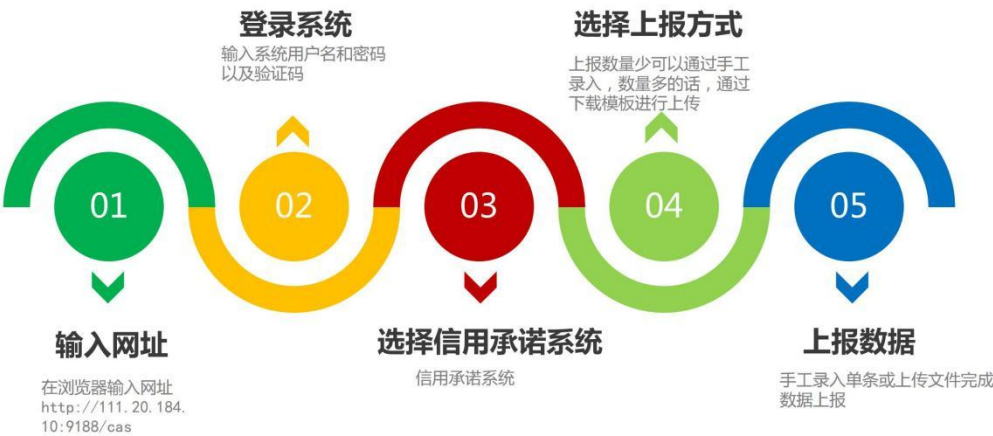 登录系统
输入系统用户名和密码
以及验证码
选择上报方式
上报数量少可以通过手工
录入，数量多的话，通过
下载模板进行上传
01
02
03
04
05
输入网址
在浏览器输入网址
http://111.20.184.
10:9188/cas
选择信用承诺系统
信用承诺系统
上报数据
手工录入单条或上传文件完成
数据上报